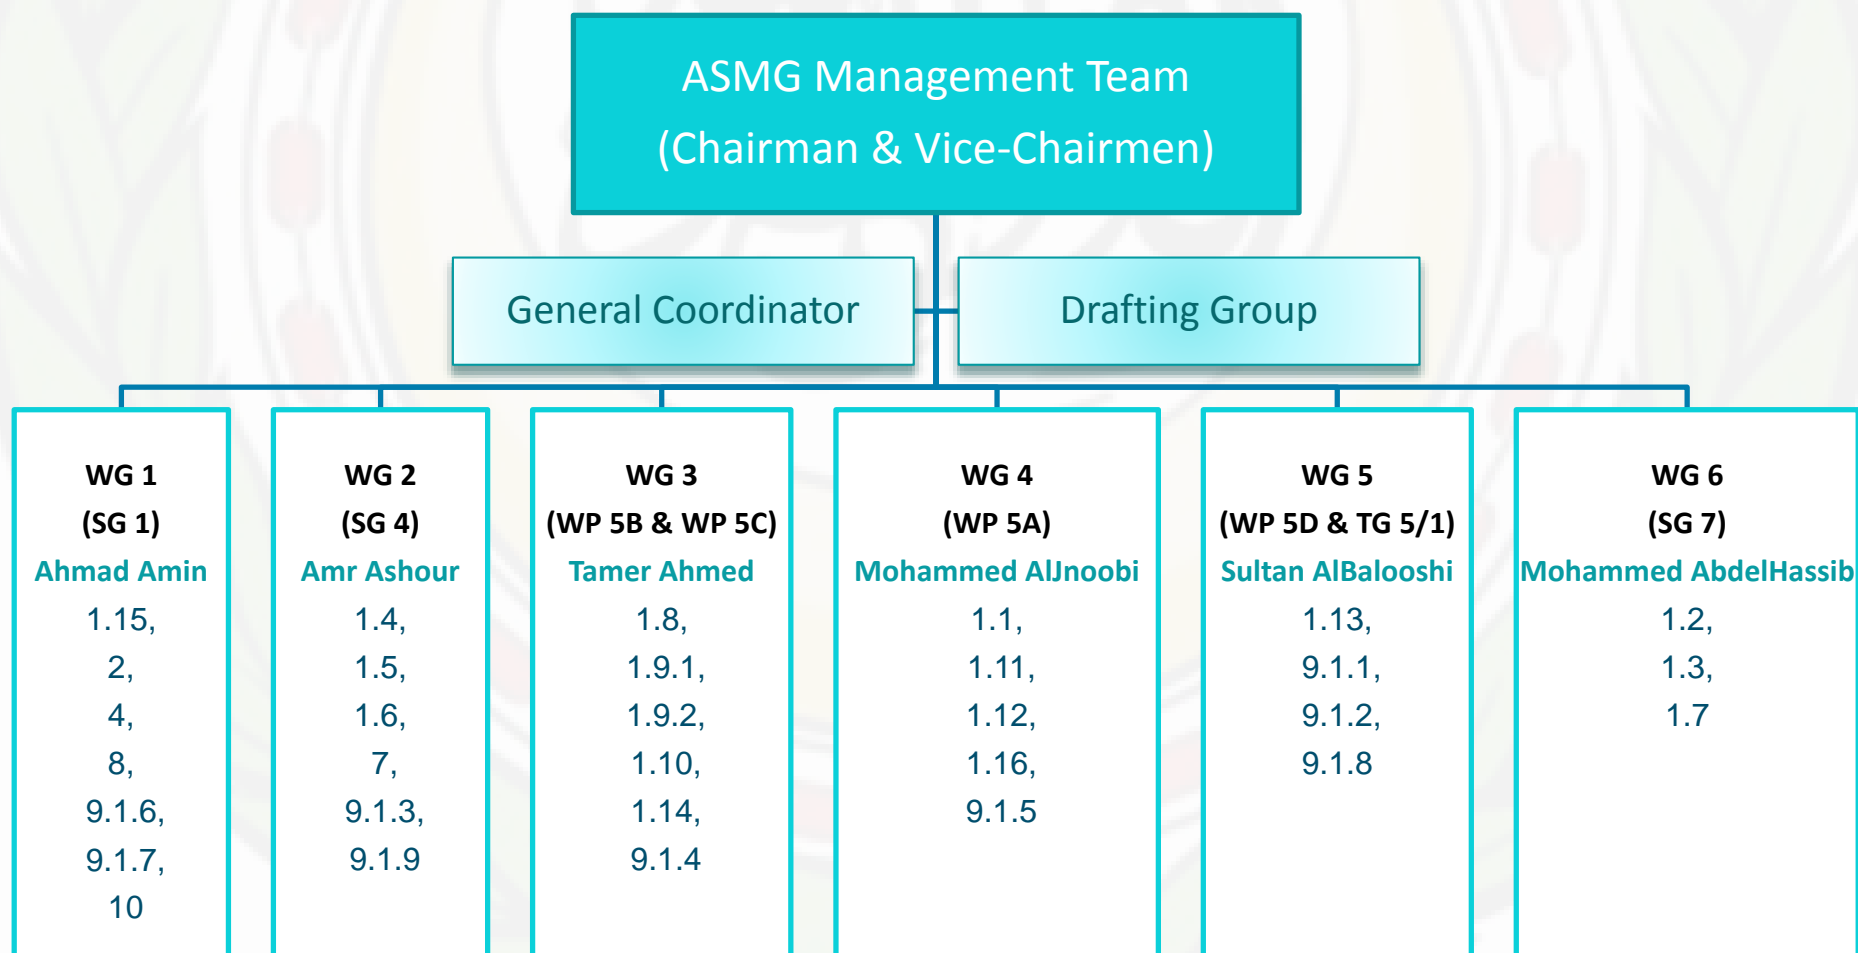 ASMG Management Team
(Chairman & Vice-Chairmen)
General Coordinator
Drafting Group
WG 1
(SG 1)
Ahmad Amin
1.15,
2,
4,
8,
9.1.6,
9.1.7,
10
WG 2
(SG 4)
Amr Ashour
1.4,
1.5,
1.6,
7,
9.1.3,
9.1.9
WG 3
(WP 5B & WP 5C)
Tamer Ahmed
1.8,
1.9.1,
1.9.2,
1.10,
1.14,
9.1.4
WG 4
(WP 5A)
Mohammed AlJnoobi
1.1,
1.11,
1.12,
1.16,
9.1.5
WG 5
(WP 5D & TG 5/1)
Sultan AlBalooshi
1.13,
9.1.1,
9.1.2,
9.1.8
WG 6
(SG 7)
Mohammed AbdelHassib
1.2,
1.3,
1.7